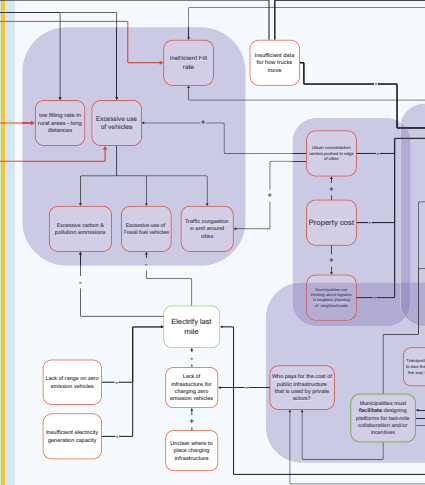 Inefficient Fill
rate
Insufficient data
for how trucks
move
low filling rate in
rural areas - long
distances
Excessive use
of vehicles
+
Urban consolidation
centers pushed to edge
of cities
-
+
+
Excessive carbon &
pollution emmisions
Excessive use of
Fossil fuel vehicles
Traffic congestion
in and around
cities
Property cost
-
+
Municipalities not
thinking about logistics
in longterm planning
of neighborhoods
-
-
-
Electrify last
mile
-
Lack of range on zero
emission vehicles
-
Lack of
infrastucture for
charging zero
emission vehicles
-
Who pays for the cost of
public infrastructure
that is used by private
actors?
Insufficient electricity
generation capacity
-
+
Unclear where to
place charging
infrastructure
Municipalities must
facilitate designing
platforms for last-mile
collaboration and/or
incentives
the way